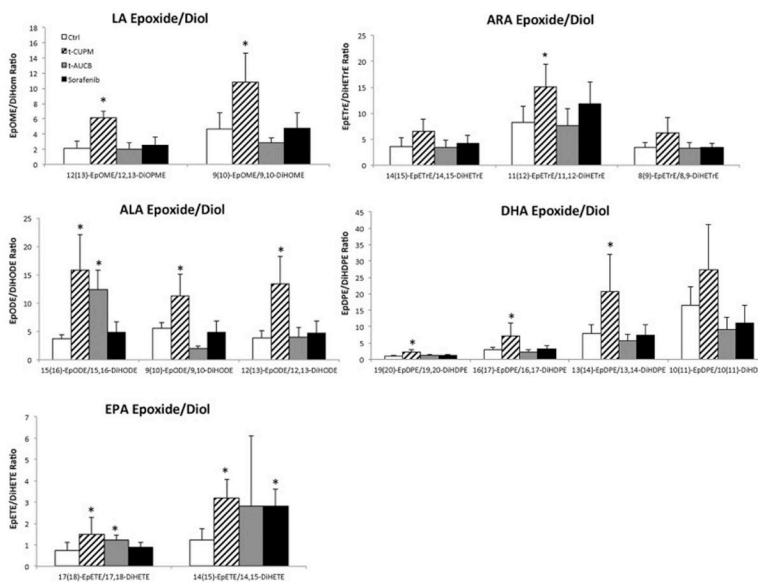 LA Epoxide/Diol
EpOME/DiHom Ratio
18
16
14
12
10
8
6
4
2
0
Ctrl
t-CUPM
t-AUCB
Sorafenib
*
*
12(13)-EpOME/12,13-DiOPME
9(10)-EpOME/9,10-DiHOME
ARA Epoxide/Diol
EpETrE/DiHETrE Ratio
25
20
15
10
5
0
*
14(15)-EpETrE/14,15-DiHETrE
11(12)-EpETrE/11,12-DiHETrE
8(9)-EpETrE/8,9-DiHETrE
ALA Epoxide/Diol
EpODE/DiHODE Ratio
25
20
15
10
5
0
*
*
*
*
15(16)-EpODE/15,16-DiHODE
9(10)-EpODE/9,10-DiHODE
12(13)-EpODE/12,13-DiHODE
DHA Epoxide/Diol
EpDPE/DiHDPE Ratio
45
40
35
30
25
20
15
10
5
0
*
*
*
19(20)-EpDPE/19,20-DiHDPE
16(17)-EpDPE/16,17-DiHDPE
13(14)-EpDPE/13,14-DiHDPE
10(11)-EpDPE/10(11)-DiHD
EPA Epoxide/Diol
EpETE/DiHETE Ratio
7
6
5
4
3
2
1
0
*
*
*
*
17(18)-EpETE/17,18-DiHETE
14(15)-EpETE/14,15-DiHETE